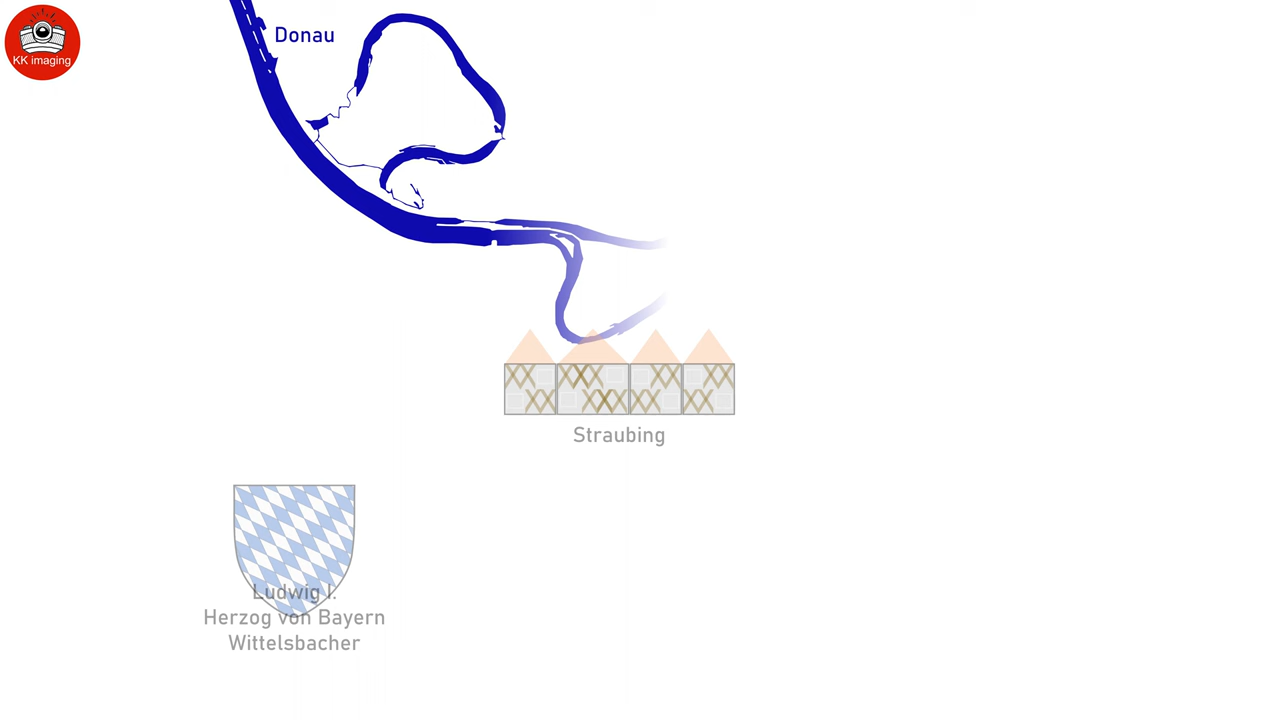 KK imaging
Donau
Straubing
Ludwig I.
Herzog von Bayern
Wittelsbacher